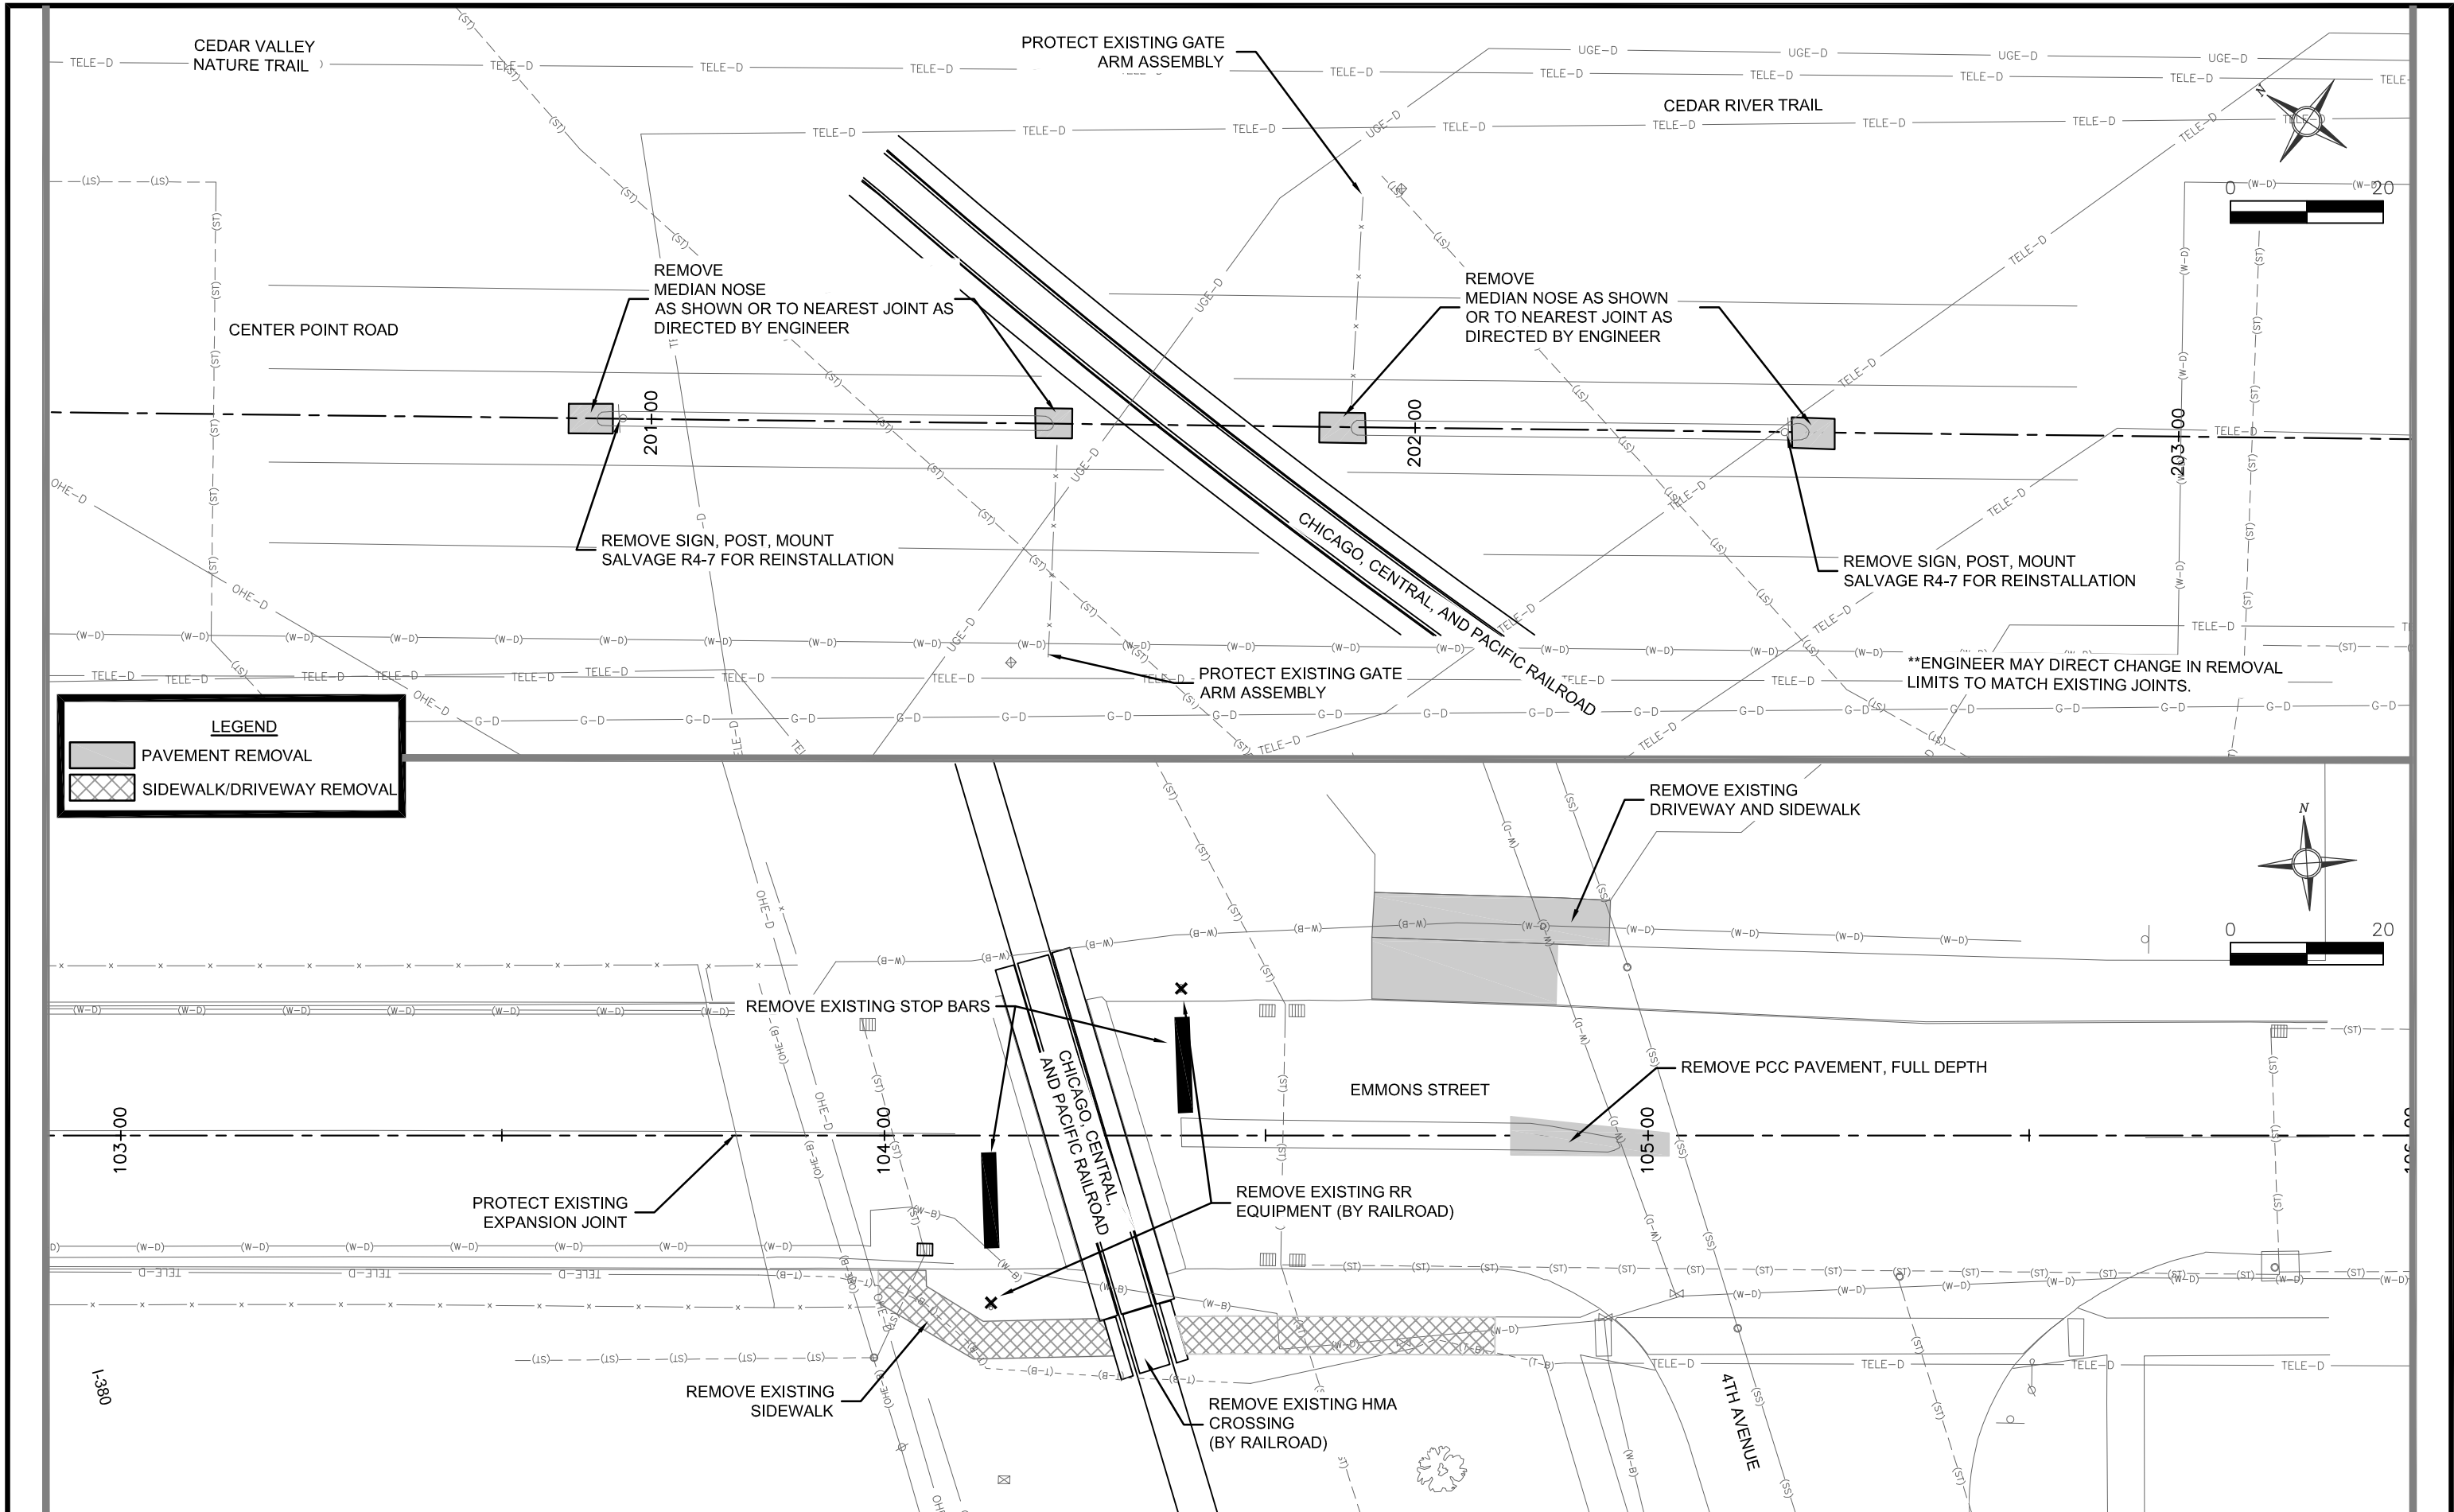 CEDAR VALLEY
NATURE TRAIL
PROTECT EXISTING GATE
ARM ASSEMBLY
CEDAR RIVER TRAIL
N
0 20
REMOVE
MEDIAN NOSE
AS SHOWN OR TO NEAREST JOINT AS
DIRECTED BY ENGINEER
REMOVE
MEDIAN NOSE AS SHOWN
OR TO NEAREST JOINT AS
DIRECTED BY ENGINEER
CENTER POINT ROAD
201+00
202+00
203+00
REMOVE SIGN, POST, MOUNT
SALVAGE R4-7 FOR REINSTALLATION
CHICAGO, CENTRAL, AND PACIFIC RAILROAD
REMOVE SIGN, POST, MOUNT
SALVAGE R4-7 FOR REINSTALLATION
PROTECT EXISTING GATE
ARM ASSEMBLY
**ENGINEER MAY DIRECT CHANGE IN REMOVAL
LIMITS TO MATCH EXISTING JOINTS.
TELE-D
UGE-D
OHE-D
(ST)
(W-D)
G-D
LEGEND
PAVEMENT REMOVAL
SIDEWALK/DRIVEWAY REMOVAL
REMOVE EXISTING
DRIVEWAY AND SIDEWALK
N
0 20
REMOVE EXISTING STOP BARS
CHICAGO, CENTRAL,
AND PACIFIC RAILROAD
EMMONS STREET
REMOVE PCC PAVEMENT, FULL DEPTH
103+00
104+00
105+00
PROTECT EXISTING
EXPANSION JOINT
REMOVE EXISTING RR
EQUIPMENT (BY RAILROAD)
I-380
REMOVE EXISTING
SIDEWALK
REMOVE EXISTING HMA
CROSSING
(BY RAILROAD)
4TH AVENUE
(W-B)
(SS)
(OHE-B)
(T-B)